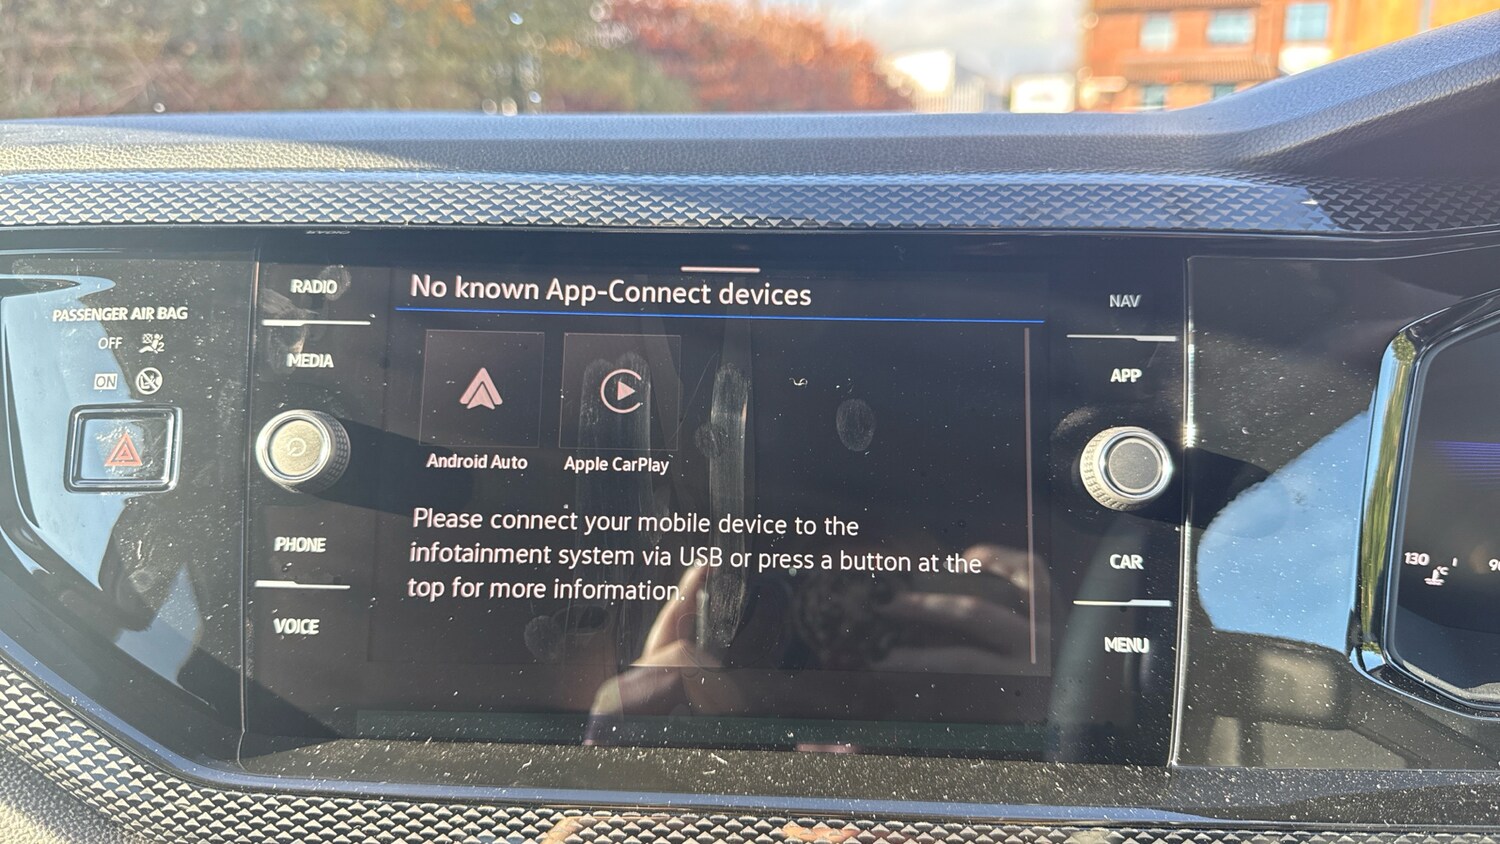 PASSENGER AIR BAG
OFF
ON
RADIO
MEDIA
PHONE
VOICE
No known App-Connect devices
Android Auto
Apple CarPlay
Please connect your mobile device to the
infotainment system via USB or press a button at the
top for more information.
NAV
APP
CAR
MENU
130
°C